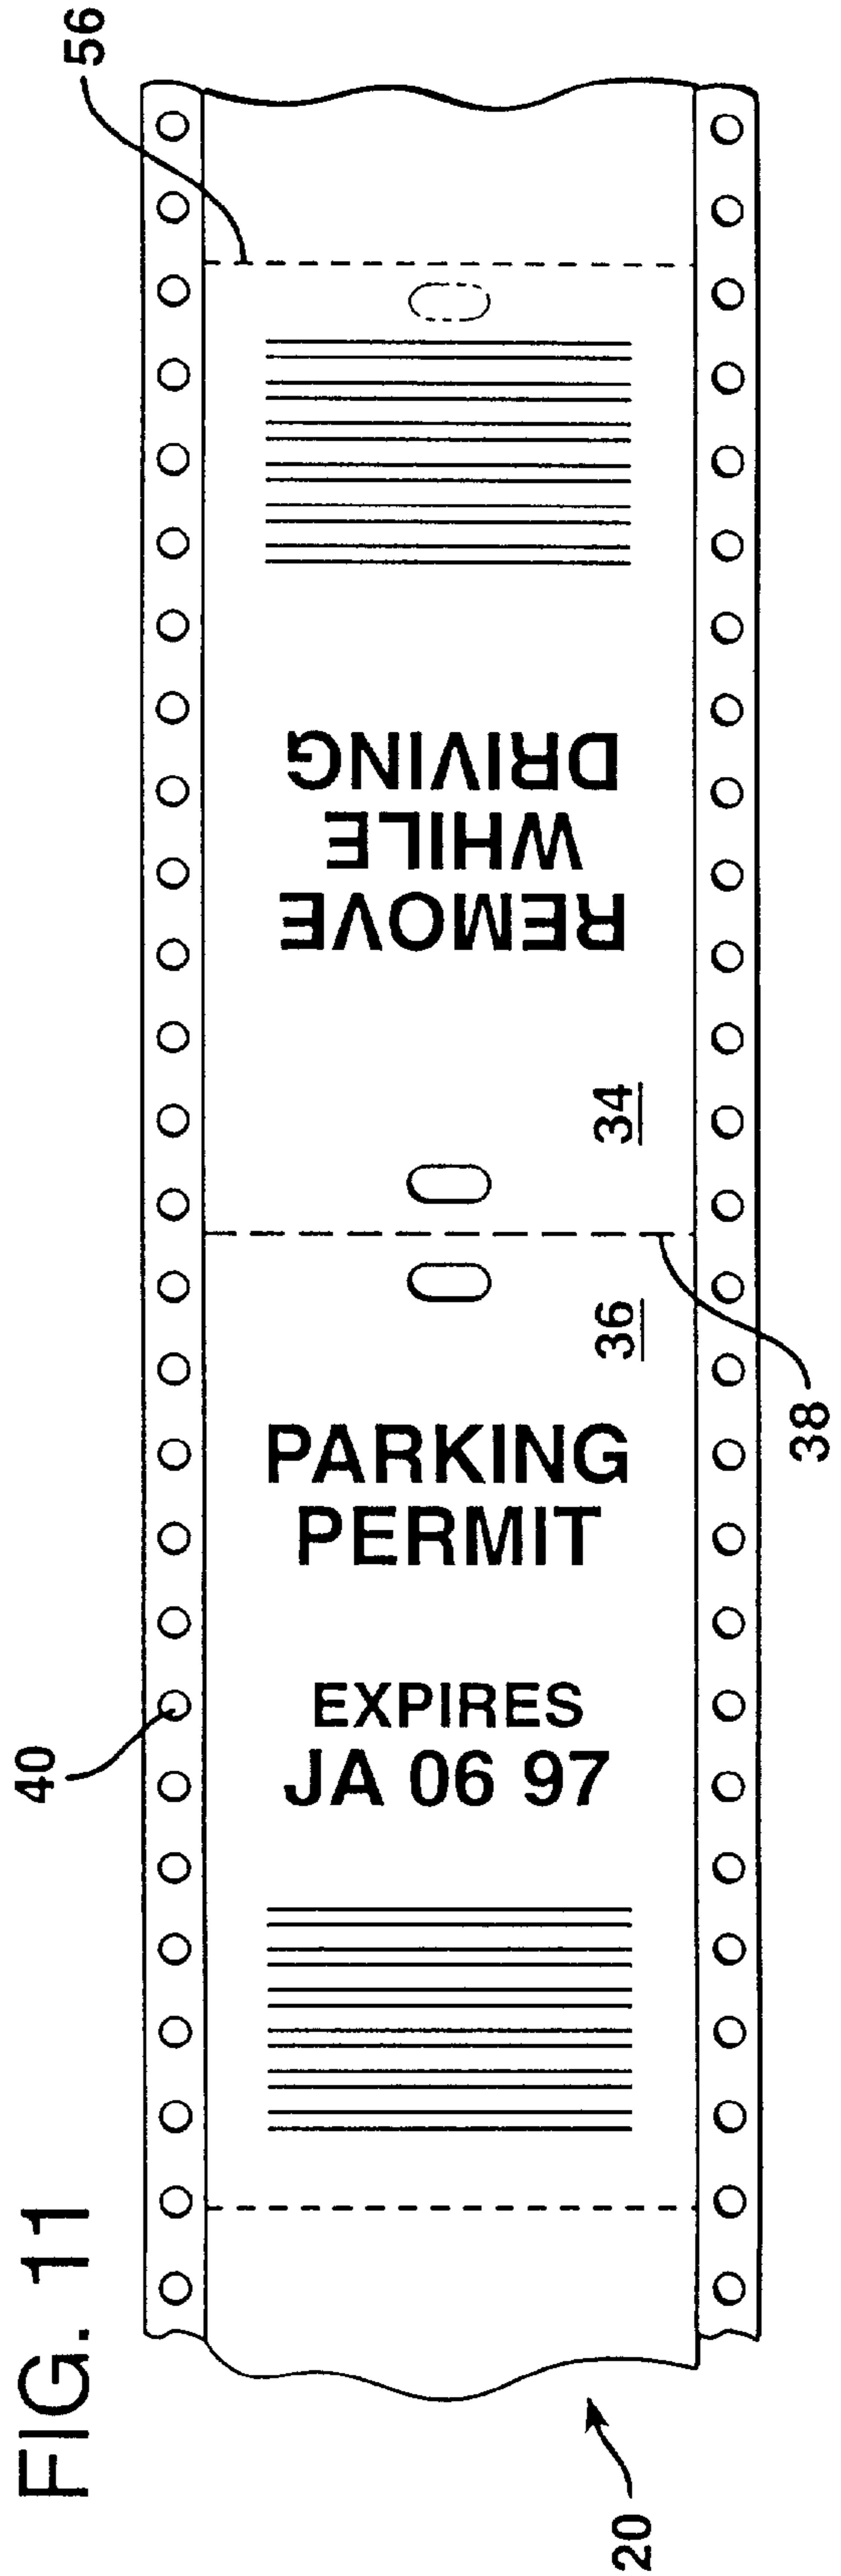 FIG. 11
56
REMOVE
WHILE
DRIVING
34
36
38
PARKING
PERMIT
40
EXPIRES
JA 06 97
20